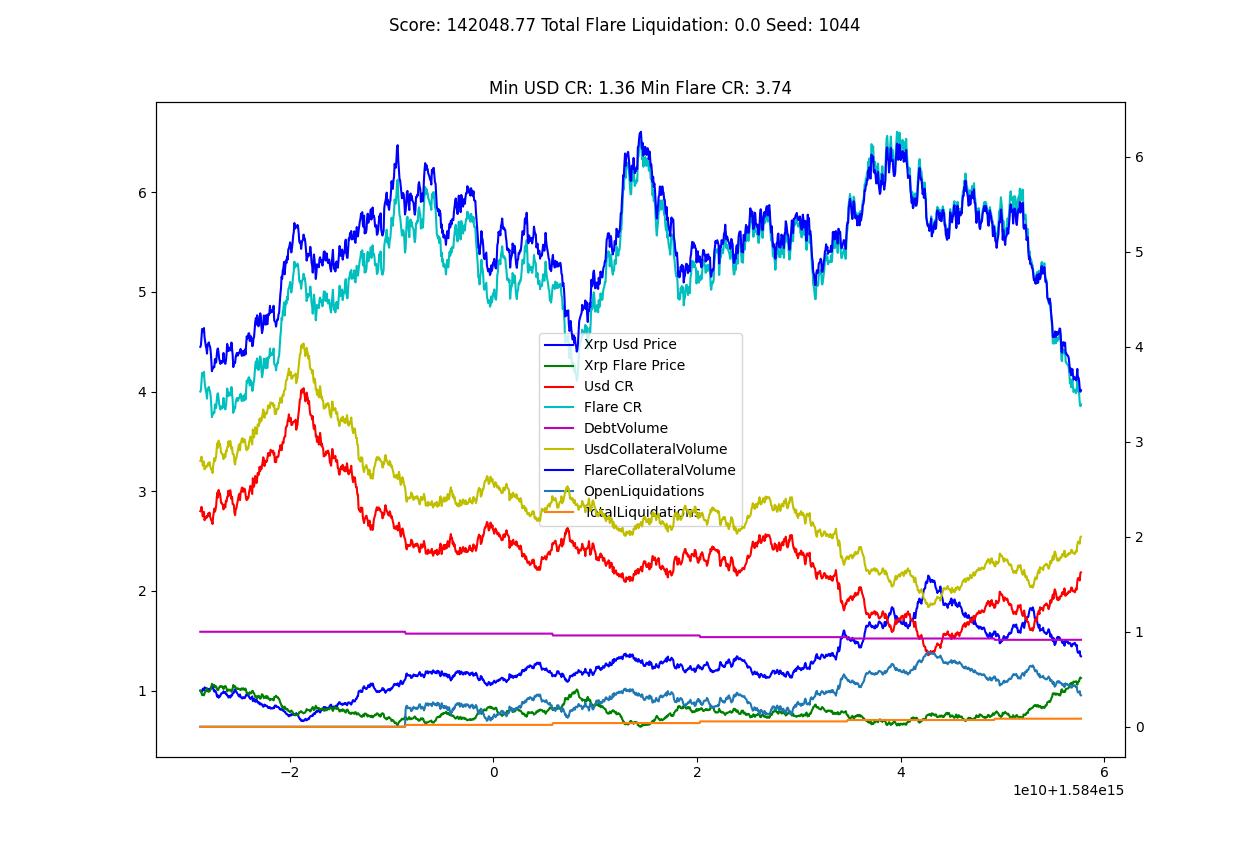 Score: 142048.77 Total Flare Liquidation: 0.0 Seed: 1044
Min USD CR: 1.36 Min Flare CR: 3.74
6
5
4
3
2
1
6
5
4
3
2
1
0
Xrp Usd Price
Xrp Flare Price
Usd CR
Flare CR
DebtVolume
UsdCollateralVolume
FlareCollateralVolume
OpenLiquidations
TotalLiquidations
−2 0 2 4 6
1e10+1.584e15